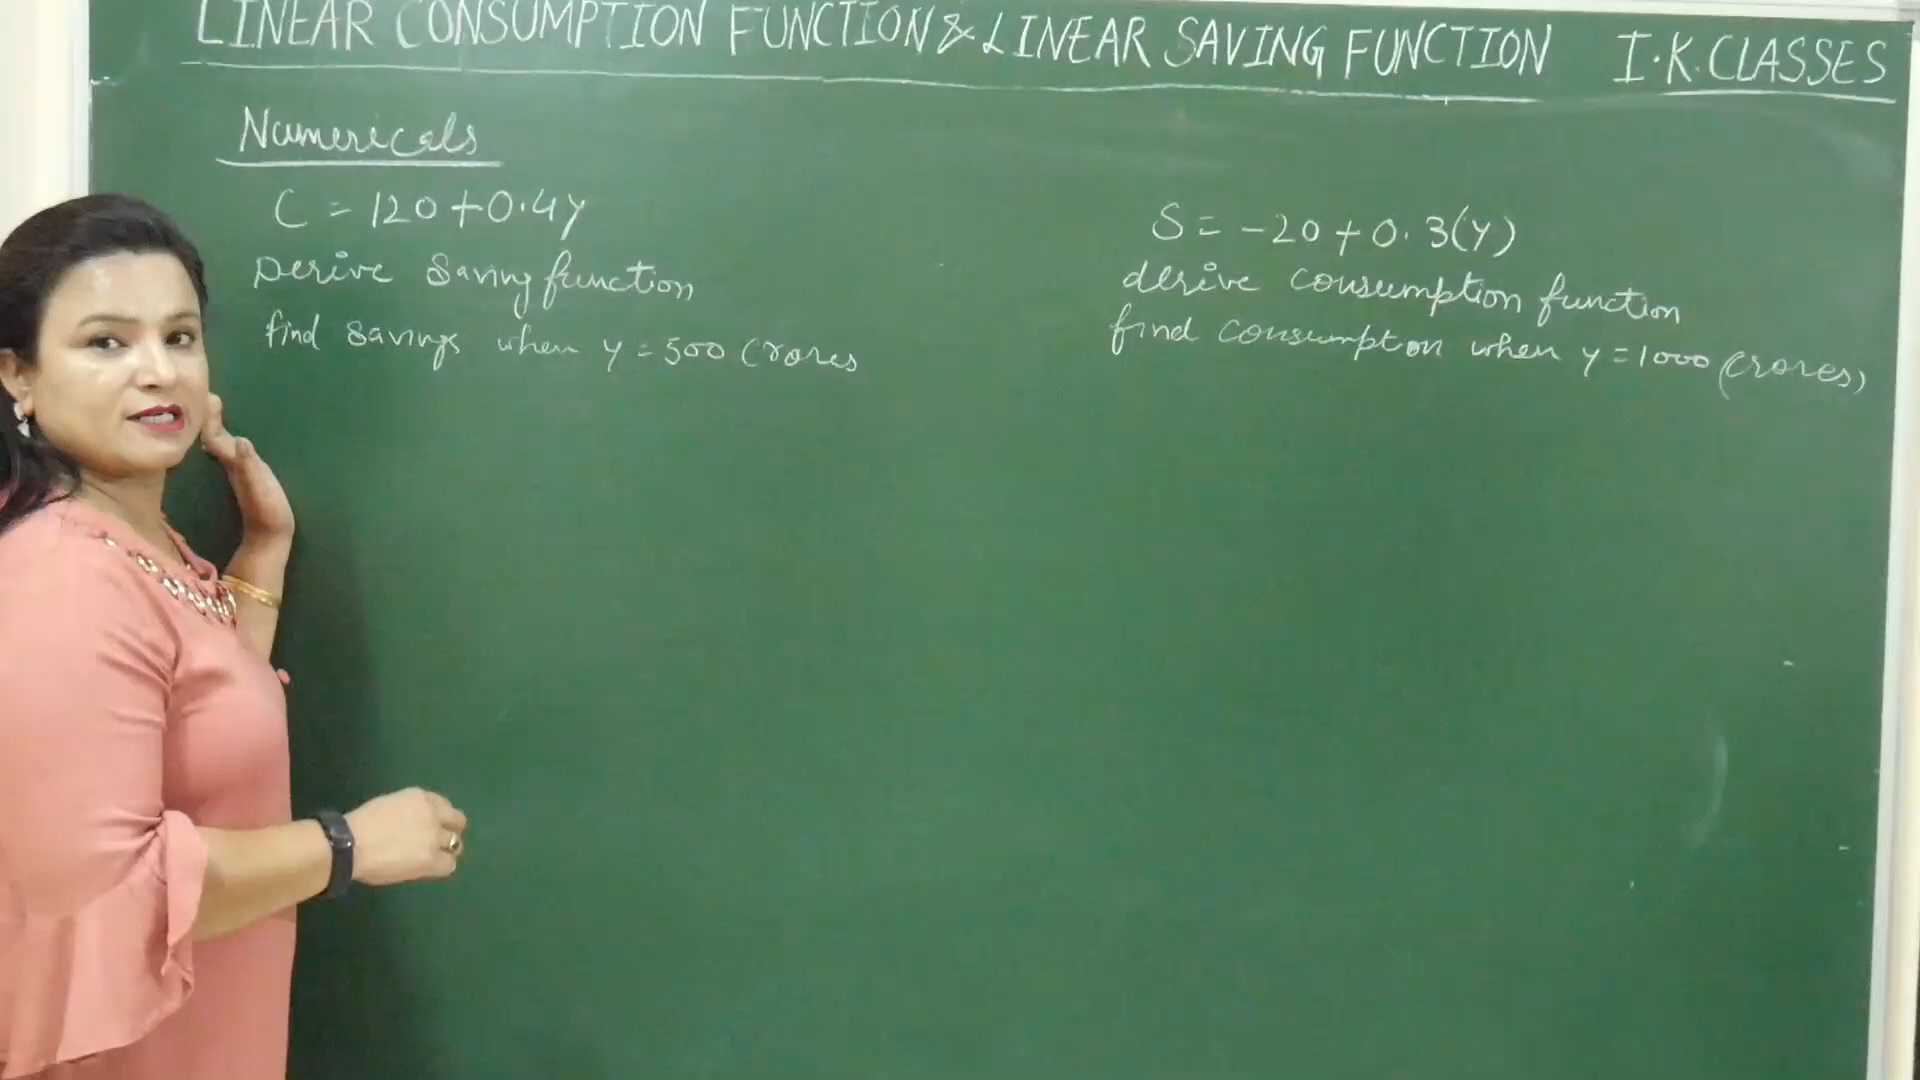 LINEAR CONSUMPTION FUNCTION & LINEAR SAVING FUNCTION I.K.CLASSES
Numericals
C = 120 + 0.4y
Derive Saving function
find savings when y = 500 Crores
S = -20 + 0.3(y)
derive consumption function
find consumption when y = 1000 (crores)